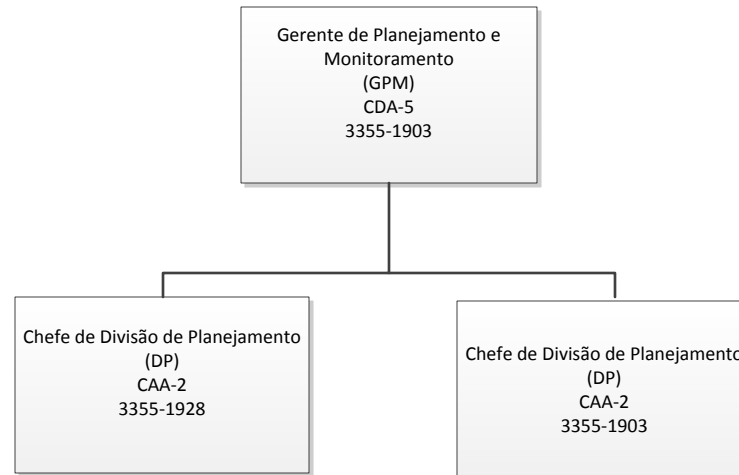 Gerente de Planejamento e
Monitoramento
(GPM)
CDA-5
3355-1903
Chefe de Divisão de Planejamento
(DP)
CAA-2
3355-1928
Chefe de Divisão de Planejamento
(DP)
CAA-2
3355-1903